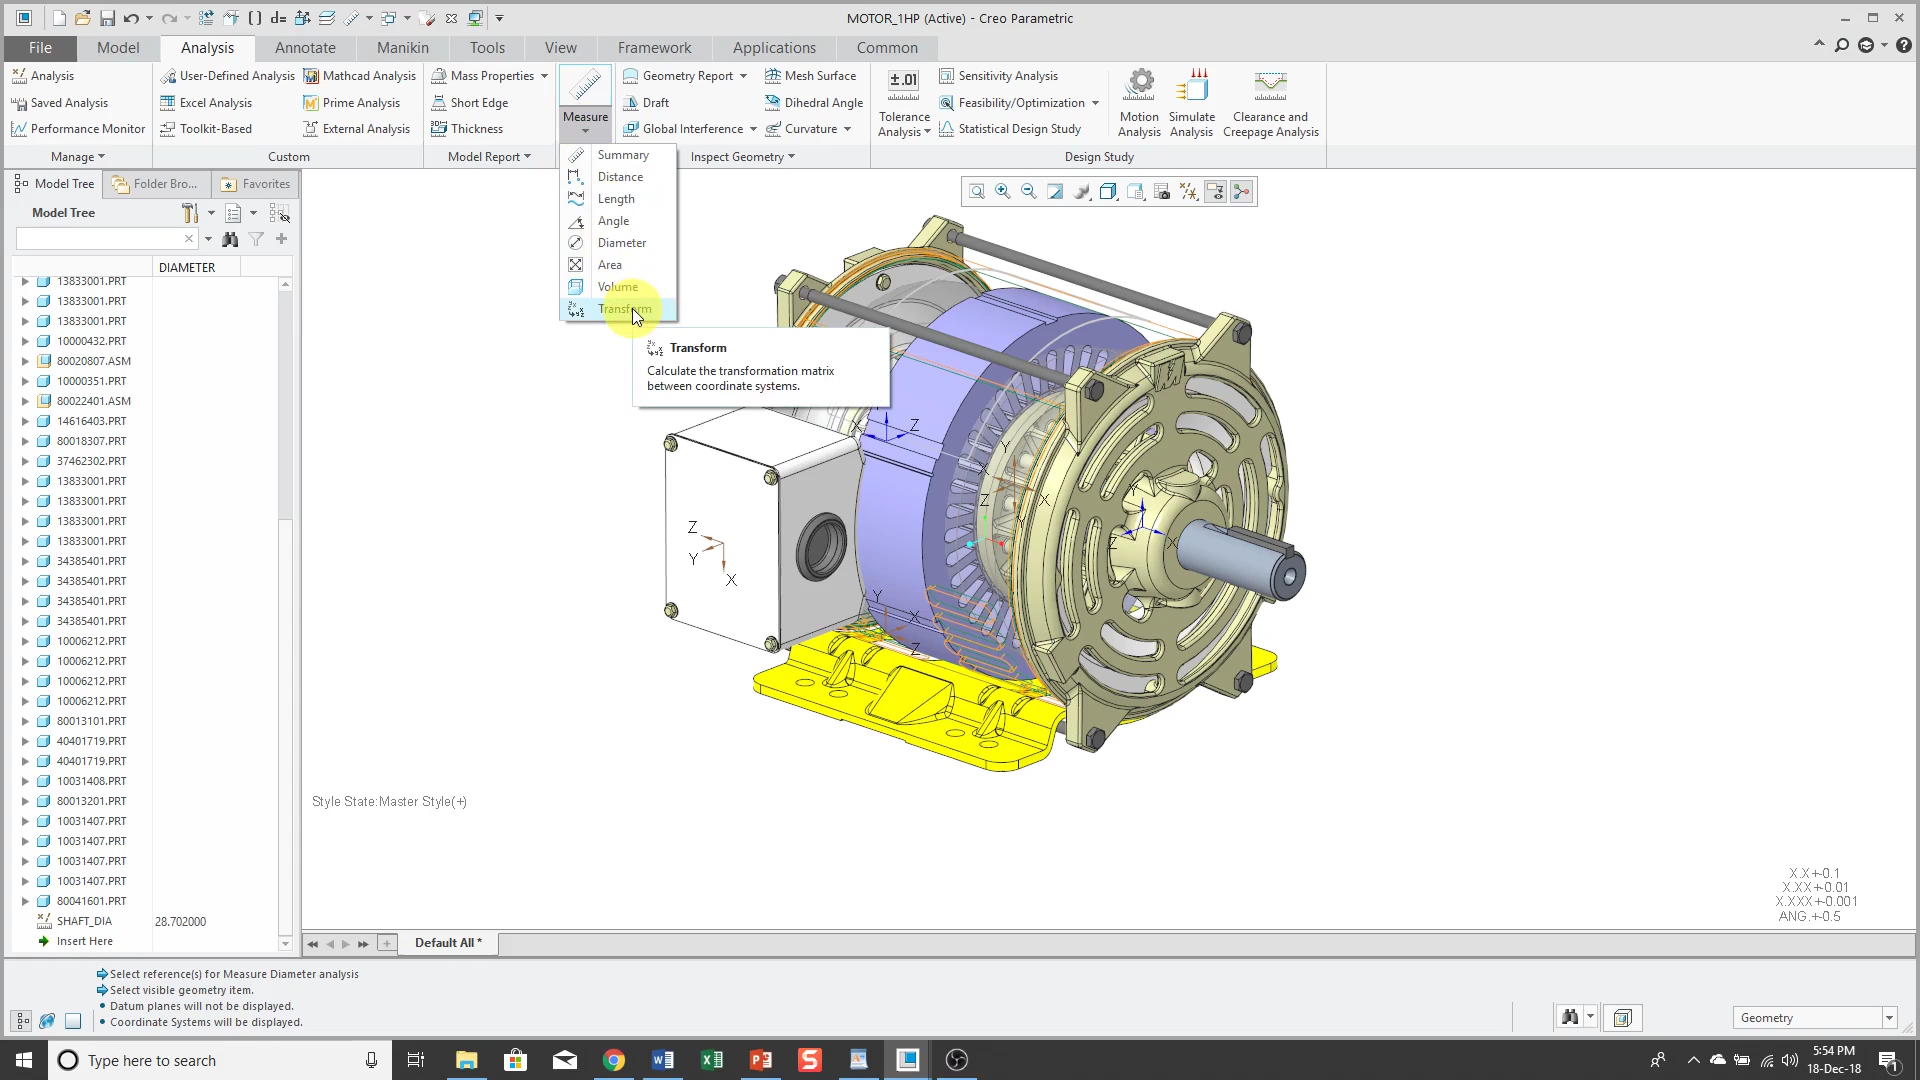 MOTOR_1HP (Active) - Creo Parametric
File Model Analysis Annotate Manikin Tools View Framework Applications Common
Analysis User-Defined Analysis Mathcad Analysis Mass Properties Geometry Report Mesh Surface Sensitivity Analysis
Saved Analysis Excel Analysis Prime Analysis Short Edge Draft Dihedral Angle Feasibility/Optimization
Performance Monitor Toolkit-Based External Analysis Thickness Global Interference Curvature Statistical Design Study
Measure
±.01
Tolerance Analysis
Motion Analysis
Simulate Analysis
Clearance and Creepage Analysis
Manage Custom Model Report Inspect Geometry Design Study
Summary
Distance
Length
Angle
Diameter
Area
Volume
Transform
Transform
Calculate the transformation matrix
between coordinate systems.
Model Tree Folder Bro... Favorites
Model Tree
DIAMETER
13833001.PRT
13833001.PRT
13833001.PRT
10000432.PRT
80020807.ASM
10000351.PRT
80022401.ASM
14616403.PRT
80018307.PRT
37462302.PRT
13833001.PRT
13833001.PRT
13833001.PRT
13833001.PRT
34385401.PRT
34385401.PRT
34385401.PRT
34385401.PRT
10006212.PRT
10006212.PRT
10006212.PRT
10006212.PRT
80013101.PRT
40401719.PRT
40401719.PRT
10031408.PRT
80013201.PRT
10031407.PRT
10031407.PRT
10031407.PRT
10031407.PRT
80041601.PRT
SHAFT_DIA 28.702000
Insert Here
Z
Y
X
Z
Y
X
Z
X
Y
X
Z
Y
X
Z
Style State:Master Style(+)
X.X+-0.1
X.XX+-0.01
X.XXX+-0.001
ANG.+-0.5
Default All *
Select reference(s) for Measure Diameter analysis
Select visible geometry item.
Datum planes will not be displayed.
Coordinate Systems will be displayed.
Geometry
Type here to search
5:54 PM
18-Dec-18
1